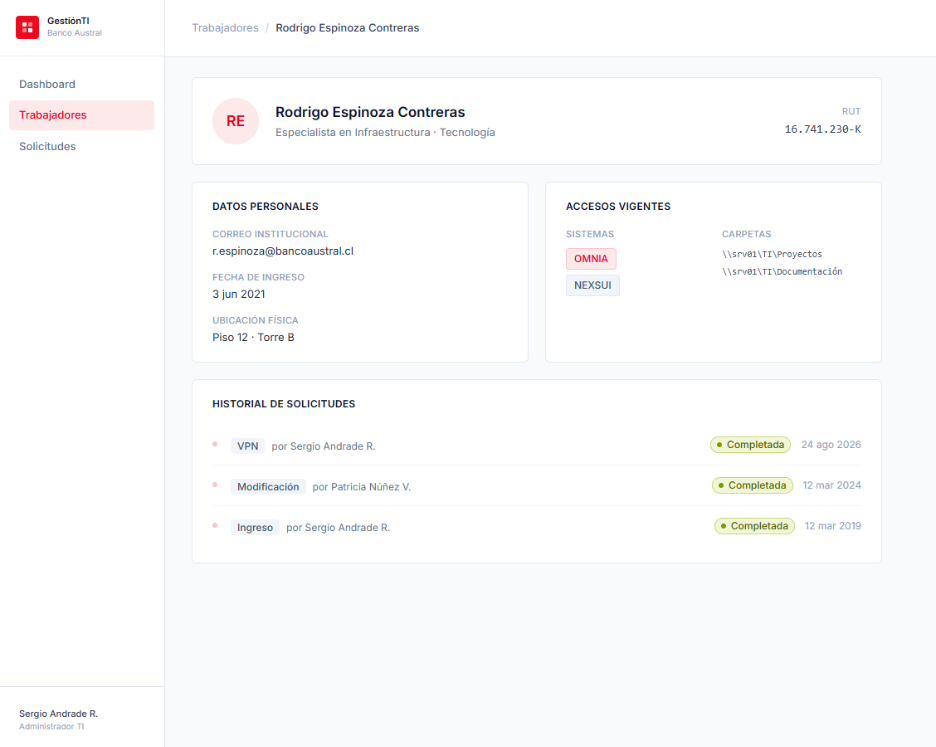 GestiónTI
Banco Austral
Dashboard
Trabajadores
Solicitudes
Sergio Andrade R.
Administrador TI
Trabajadores / Rodrigo Espinoza Contreras
RE
Rodrigo Espinoza Contreras
Especialista en Infraestructura · Tecnología
RUT
16.741.230-K
DATOS PERSONALES
CORREO INSTITUCIONAL
r.espinoza@bancoaustral.cl
FECHA DE INGRESO
3 jun 2021
UBICACIÓN FÍSICA
Piso 12 · Torre B
ACCESOS VIGENTES
SISTEMAS
OMNIA
NEXSUI
CARPETAS
\\srv01\TI\Proyectos
\\srv01\TI\Documentación
HISTORIAL DE SOLICITUDES
VPN por Sergio Andrade R. Completada 24 ago 2026
Modificación por Patricia Núñez V. Completada 12 mar 2024
Ingreso por Sergio Andrade R. Completada 12 mar 2019